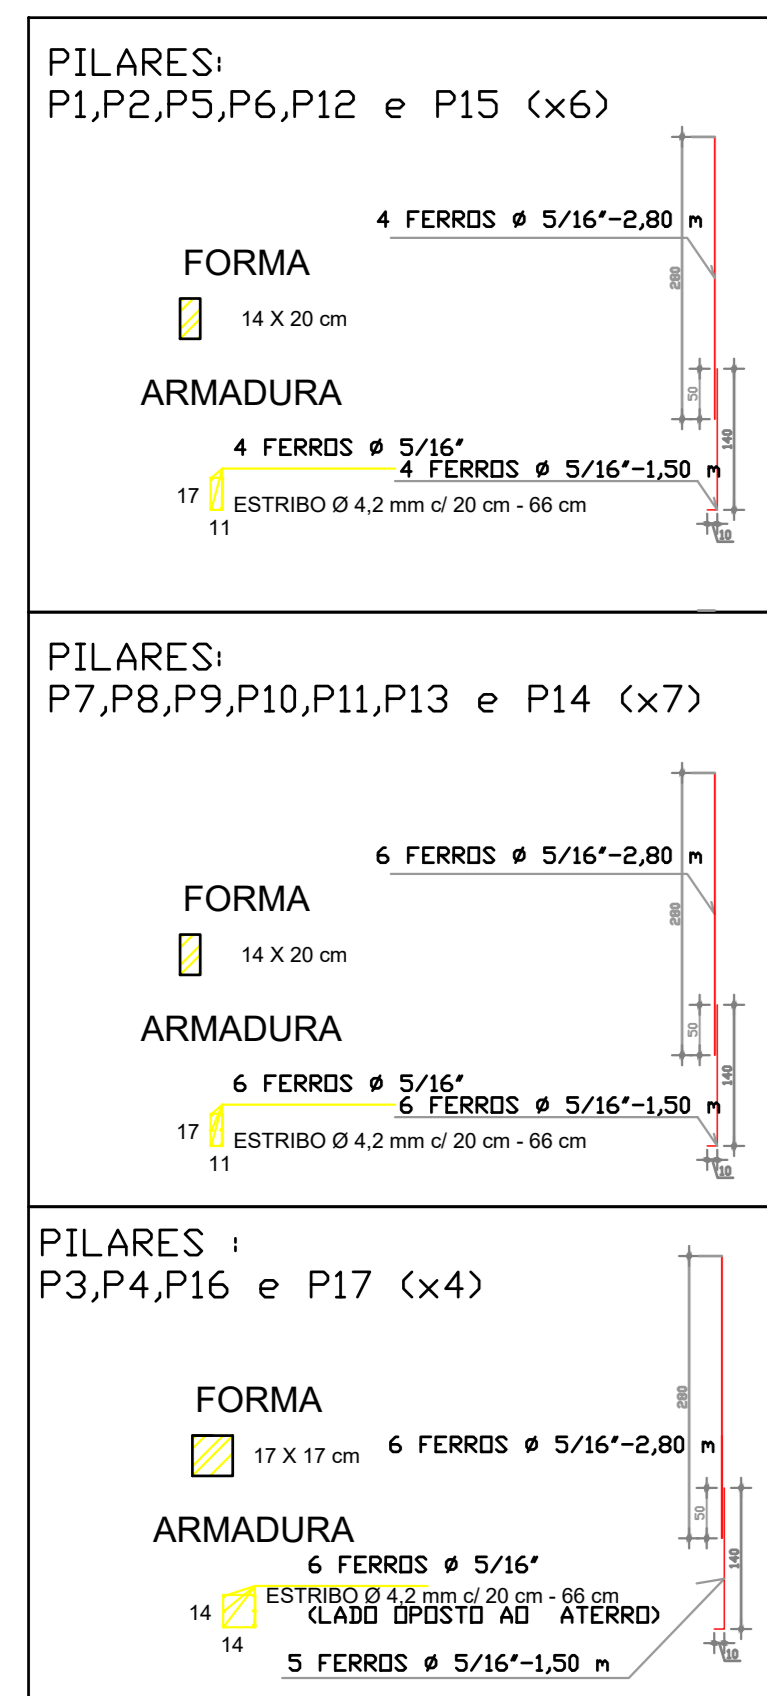 PILARES:
P1,P2,P5,P6,P12 e P15 (x6)
4 FERROS Ø 5/16"-2,80 m
280
FORMA
14 X 20 cm
ARMADURA
50
140
4 FERROS Ø 5/16"
4 FERROS Ø 5/16"-1,50 m
17
ESTRIBO Ø 4,2 mm c/ 20 cm - 66 cm
11
10
PILARES:
P7,P8,P9,P10,P11,P13 e P14 (x7)
6 FERROS Ø 5/16"-2,80 m
280
FORMA
14 X 20 cm
ARMADURA
50
140
6 FERROS Ø 5/16"
6 FERROS Ø 5/16"-1,50 m
17
ESTRIBO Ø 4,2 mm c/ 20 cm - 66 cm
11
10
PILARES :
P3,P4,P16 e P17 (x4)
280
FORMA
6 FERROS Ø 5/16"-2,80 m
17 X 17 cm
ARMADURA
50
140
6 FERROS Ø 5/16"
ESTRIBO Ø 4,2 mm c/ 20 cm - 66 cm
(LADO OPOSTO AO ATERRO)
14
14
10
5 FERROS Ø 5/16"-1,50 m